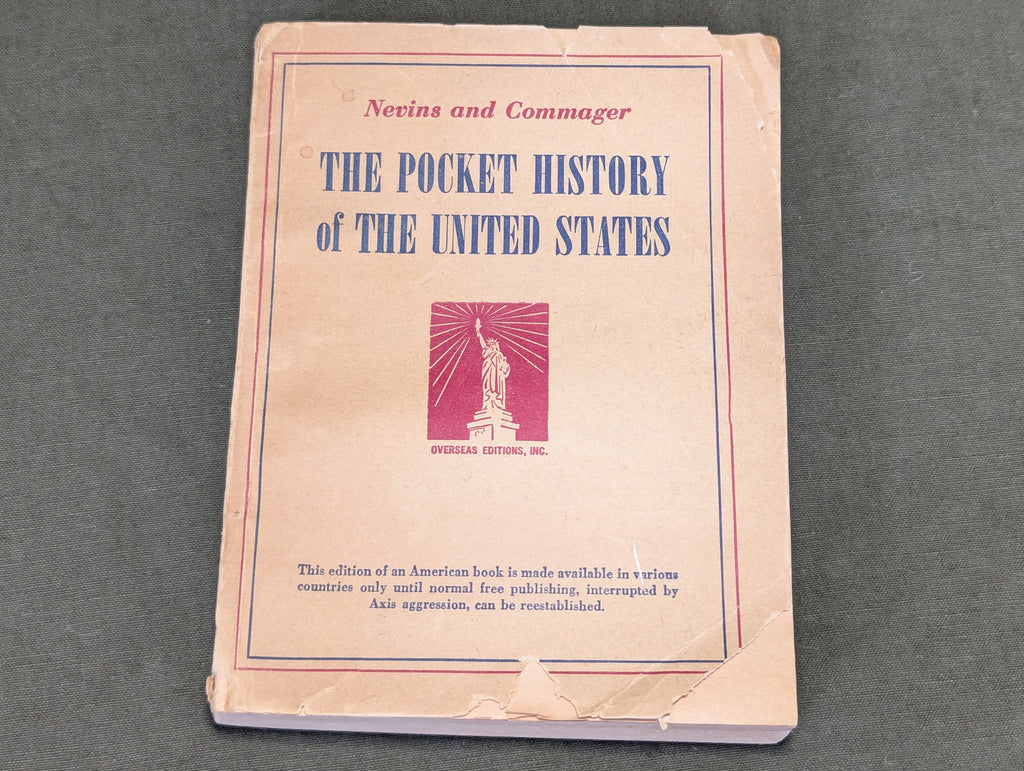 Nevins and Commager
THE POCKET HISTORY
of THE UNITED STATES
OVERSEAS EDITIONS, INC.
This edition of an American book is made available in various
countries only until normal free publishing, interrupted by
Axis aggression, can be reestablished.